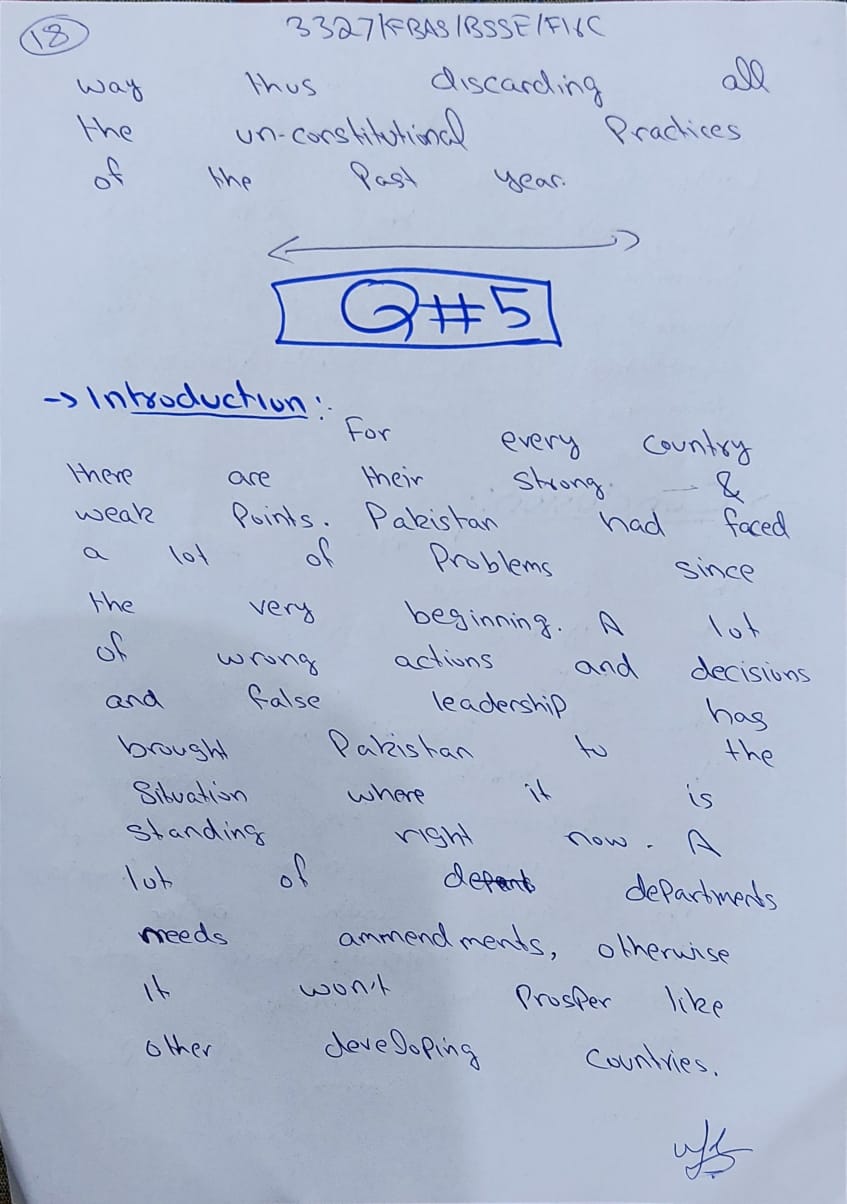 18
3327/FBAS/BSSE/F16C
way thus discarding all
the un-constitutional Practices
of the Past year.
Q#5
→ Introduction:
For every country
there are their strong &
weak Points. Pakistan had faced
a lot of Problems since
the very beginning. A lot
of wrong actions and decisions
and false leadership has
brought Pakistan to the
Situation where it is
standing right now. A
lot of departments
needs ammendments, otherwise
it won't Prosper like
other developing countries.